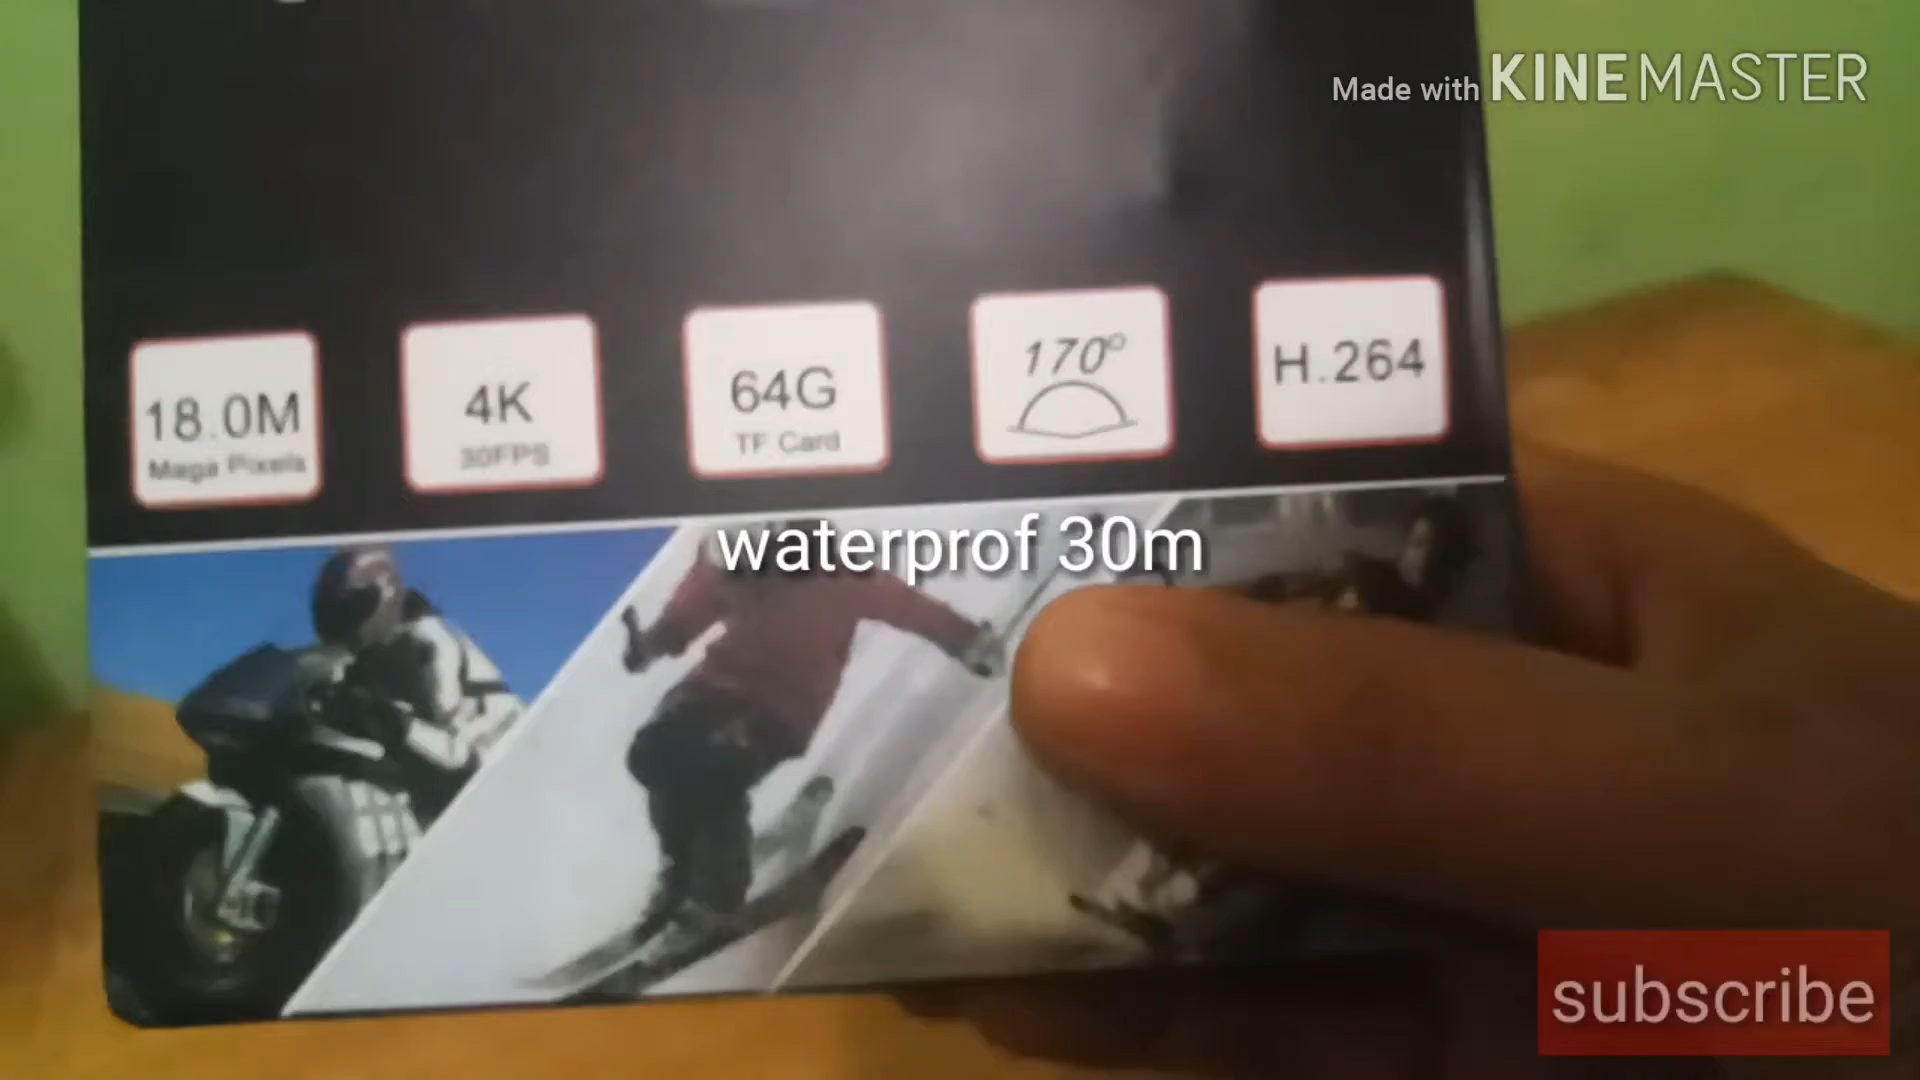 Made with KINEMASTER
18.0M
Maga Pixels
4K
30FPS
64G
TF Card
170°
H.264
waterprof 30m
subscribe